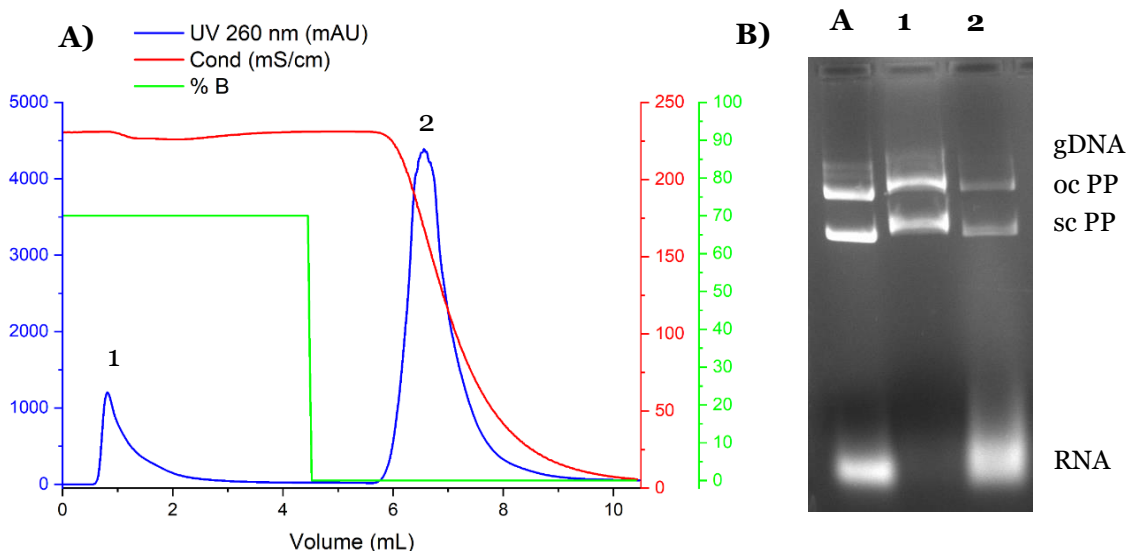 A)
UV 260 nm (mAU)
Cond (mS/cm)
% B
5000
4000
3000
2000
1000
0
250
200
150
100
50
0
100
90
80
70
60
50
40
30
20
10
0
1
2
0 2 4 6 8 10
Volume (mL)
B)
A 1 2
gDNA
oc PP
sc PP
RNA